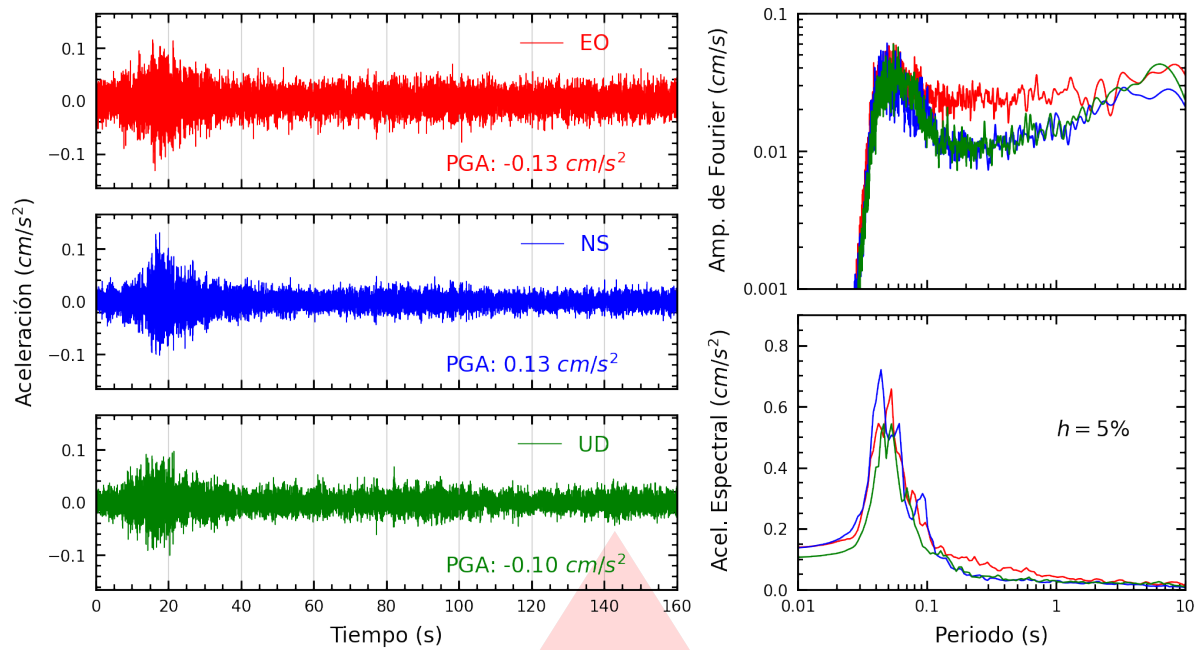 Aceleración (cm/s²)
0.1
0.0
−0.1
EO
PGA: -0.13 cm/s²
0.1
0.0
−0.1
NS
PGA: 0.13 cm/s²
0.1
0.0
−0.1
UD
PGA: -0.10 cm/s²
0 20 40 60 80 100 120 140 160
Tiempo (s)
Amp. de Fourier (cm/s)
0.1
0.01
0.001
Acel. Espectral (cm/s²)
0.8
0.6
0.4
0.2
0.0
h = 5%
0.01 0.1 1 10
Periodo (s)